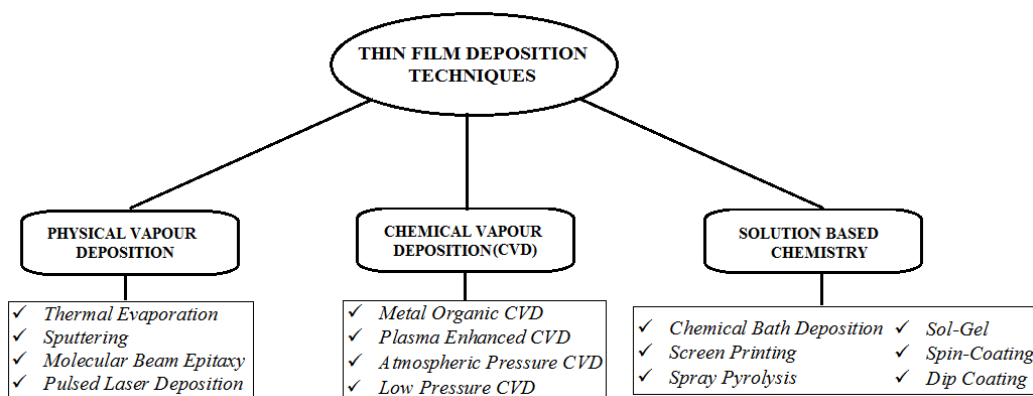 THIN FILM DEPOSITION
TECHNIQUES
PHYSICAL VAPOUR
DEPOSITION
CHEMICAL VAPOUR
DEPOSITION(CVD)
SOLUTION BASED
CHEMISTRY
✓ Thermal Evaporation
✓ Sputtering
✓ Molecular Beam Epitaxy
✓ Pulsed Laser Deposition
✓ Metal Organic CVD
✓ Plasma Enhanced CVD
✓ Atmospheric Pressure CVD
✓ Low Pressure CVD
✓ Chemical Bath Deposition
✓ Screen Printing
✓ Spray Pyrolysis
✓ Sol-Gel
✓ Spin-Coating
✓ Dip Coating